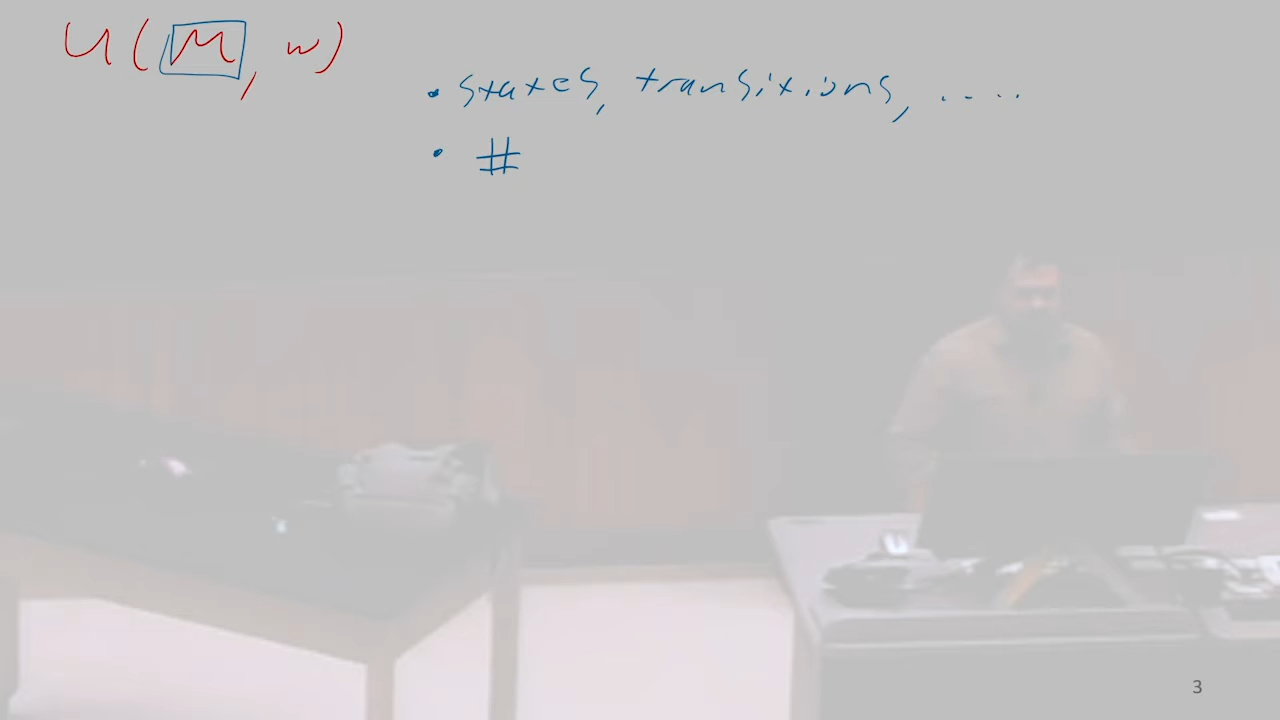 U(M, w)
• states, transitions, ....
• #
3